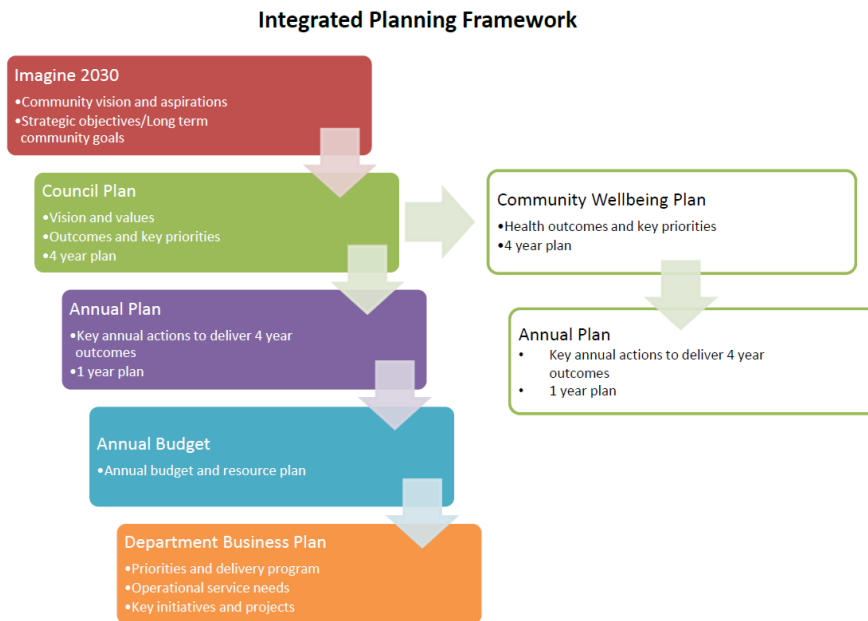 Integrated Planning Framework
Imagine 2030
•Community vision and aspirations
•Strategic objectives/Long term
community goals
Council Plan
•Vision and values
•Outcomes and key priorities
•4 year plan
Annual Plan
•Key annual actions to deliver 4 year
outcomes
•1 year plan
Annual Budget
•Annual budget and resource plan
Department Business Plan
•Priorities and delivery program
•Operational service needs
•Key initiatives and projects
Community Wellbeing Plan
•Health outcomes and key priorities
•4 year plan
Annual Plan
• Key annual actions to deliver 4 year
outcomes
• 1 year plan